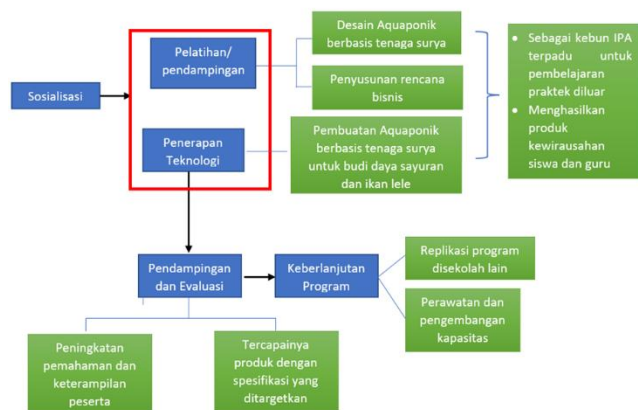 Sosialisasi
Pelatihan/
pendampingan
Penerapan
Teknologi
Desain Aquaponik
berbasis tenaga surya
Penyusunan rencana
bisnis
Pembuatan Aquaponik
berbasis tenaga surya
untuk budi daya sayuran
dan ikan lele
• Sebagai kebun IPA
terpadu untuk
pembelajaran
praktek diluar
• Menghasilkan
produk
kewirausahan
siswa dan guru
Pendampingan
dan Evaluasi
Keberlanjutan
Program
Replikasi program
disekolah lain
Perawatan dan
pengembangan
kapasitas
Peningkatan
pemahaman dan
keterampilan
peserta
Tercapainya
produk dengan
spesifikasi yang
ditargetkan